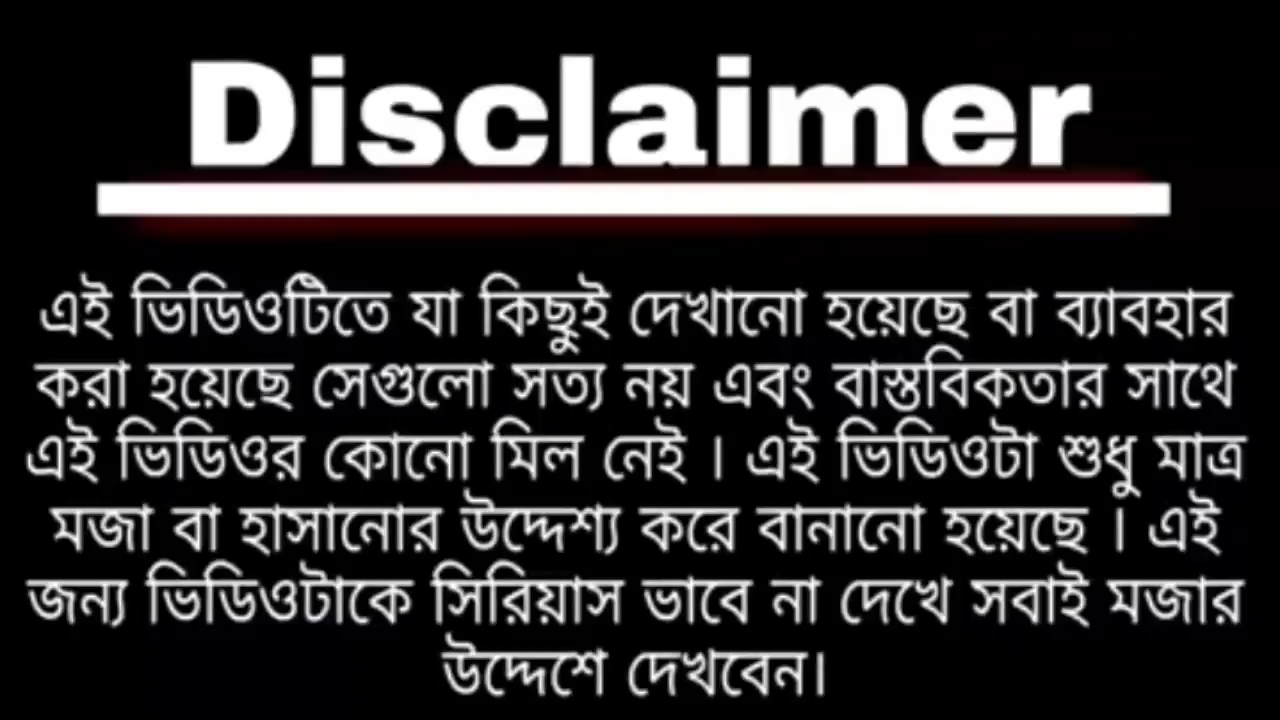 Disclaimer
এই ভিডিওটিতে যা কিছুই দেখানো হয়েছে বা ব্যাবহার
করা হয়েছে সেগুলো সত্য নয় এবং বাস্তবিকতার সাথে
এই ভিডিওর কোনো মিল নেই । এই ভিডিওটা শুধু মাত্র
মজা বা হাসানোর উদ্দেশ্য করে বানানো হয়েছে । এই
জন্য ভিডিওটাকে সিরিয়াস ভাবে না দেখে সবাই মজার
উদ্দেশে দেখবেন।